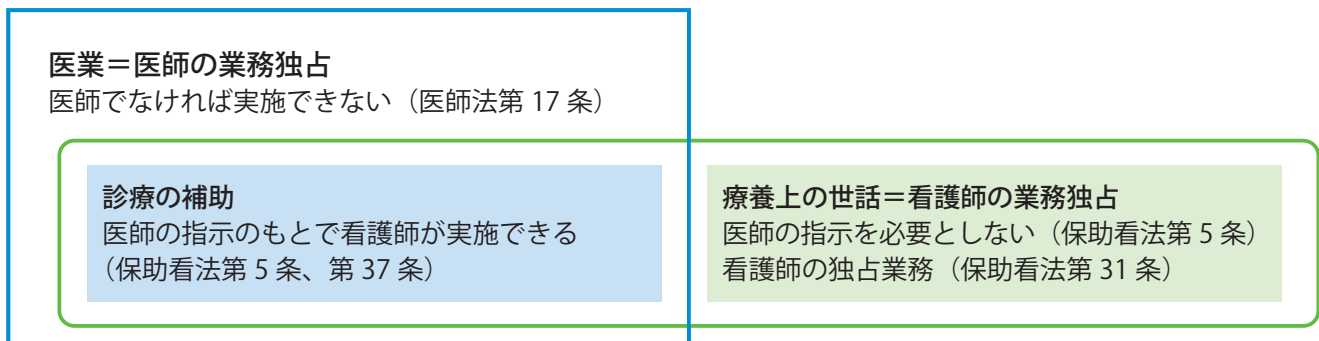 医業＝医師の業務独占
医師でなければ実施できない（医師法第 17 条）
診療の補助
医師の指示のもとで看護師が実施できる
（保助看法第 5 条、第 37 条）
療養上の世話＝看護師の業務独占
医師の指示を必要としない（保助看法第 5 条）
看護師の独占業務（保助看法第 31 条）